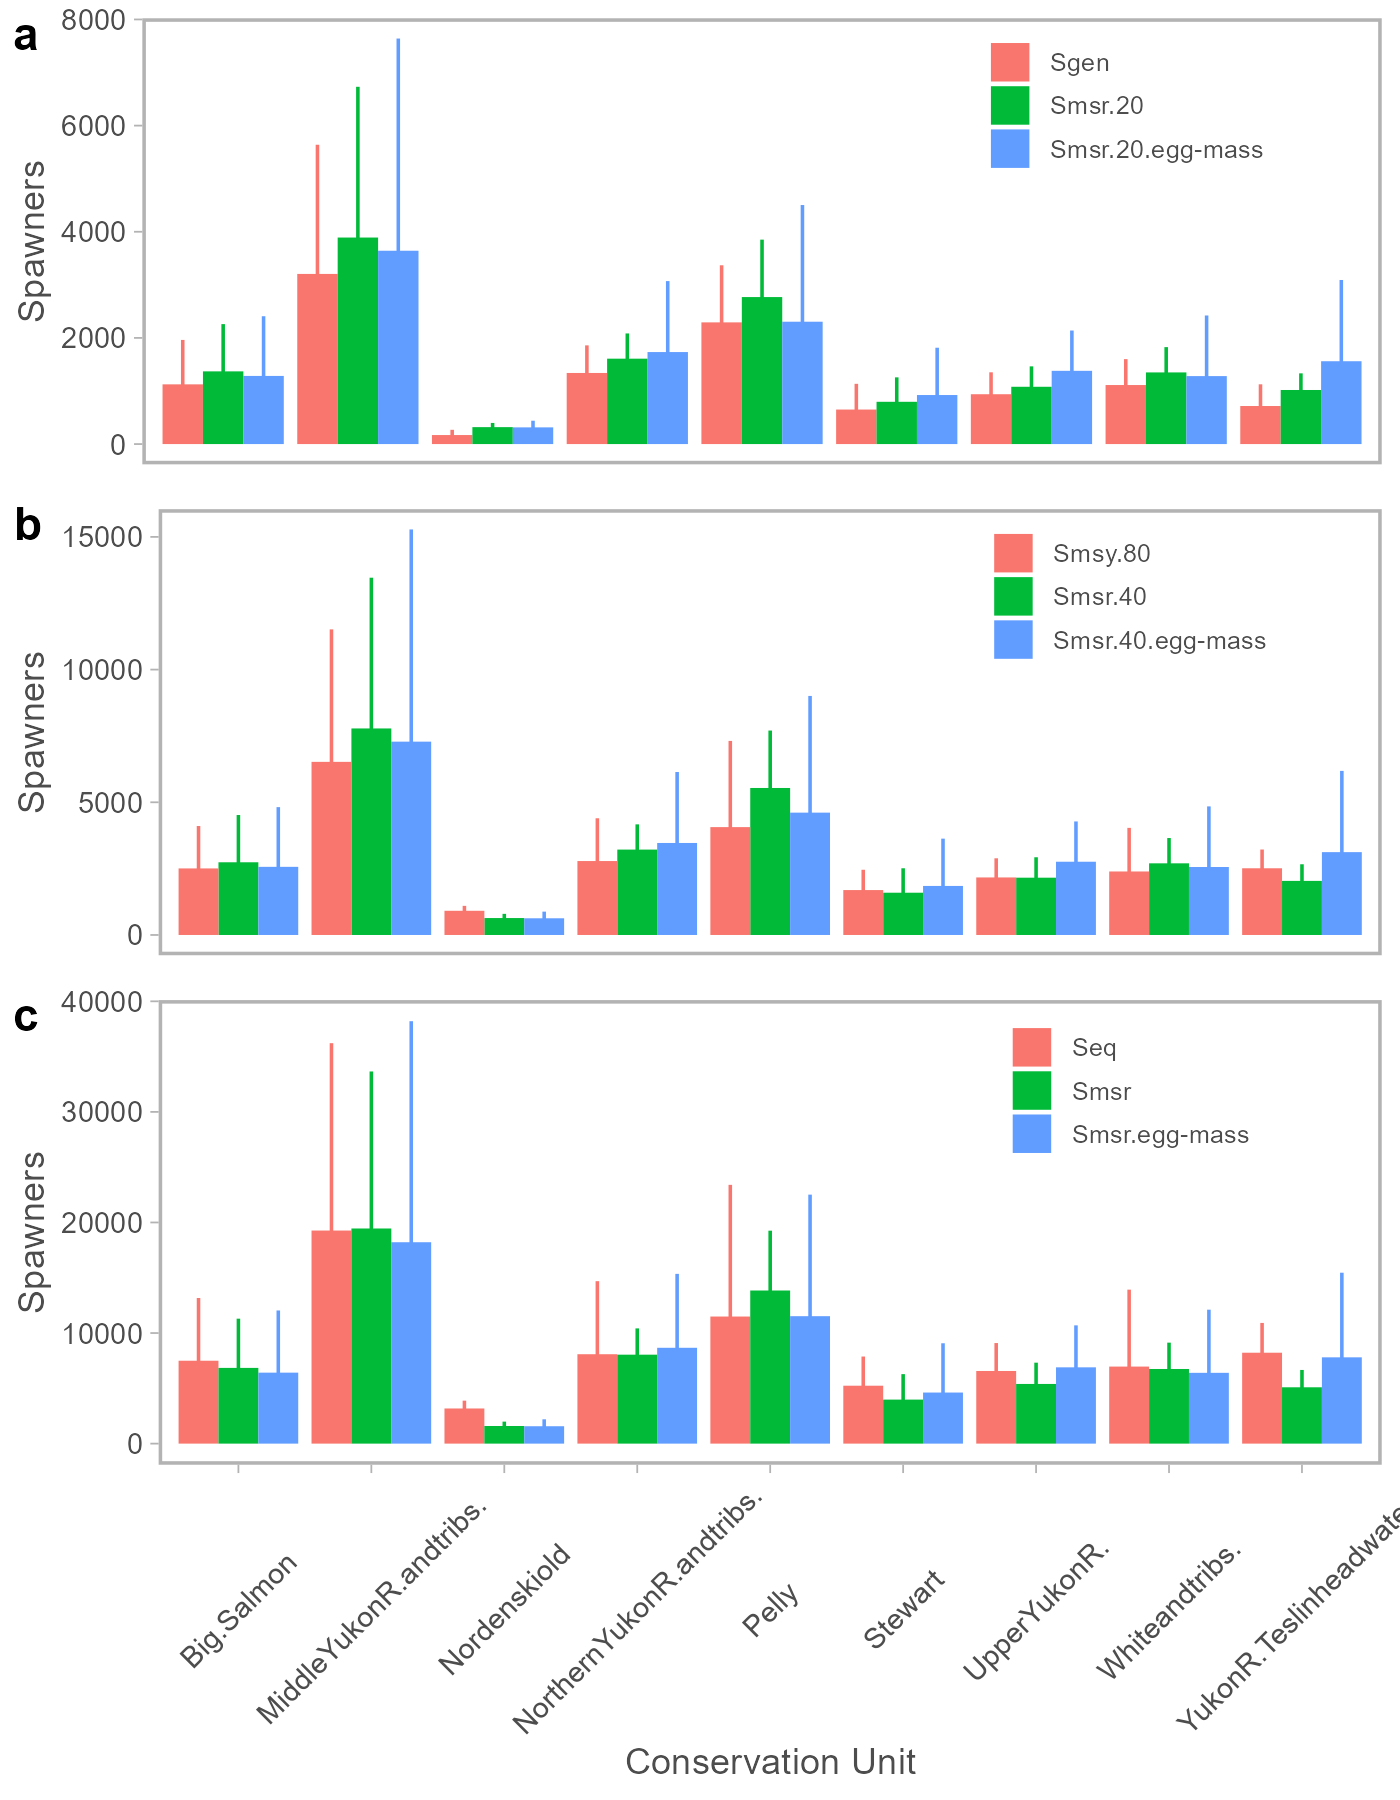 a
8000
6000
4000
2000
0
Spawners
Sgen
Smsr.20
Smsr.20.egg-mass
b
15000
10000
5000
0
Spawners
Smsy.80
Smsr.40
Smsr.40.egg-mass
c
40000
30000
20000
10000
0
Spawners
Seq
Smsr
Smsr.egg-mass
Big.Salmon
MiddleYukonR.andtribs.
Nordenskiold
NorthernYukonR.andtribs.
Pelly
Stewart
UpperYukonR.
Whiteandtribs.
YukonR.Teslinheadwate
Conservation Unit